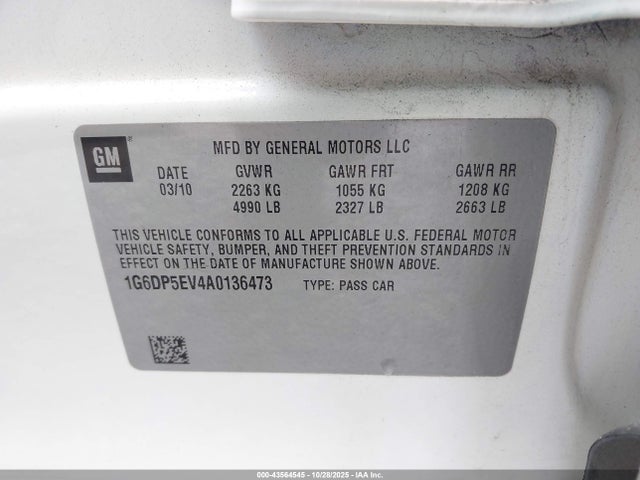 GM
MFD BY GENERAL MOTORS LLC
DATE GVWR GAWR FRT GAWR RR
03/10 2263 KG 1055 KG 1208 KG
4990 LB 2327 LB 2663 LB
THIS VEHICLE CONFORMS TO ALL APPLICABLE U.S. FEDERAL MOTOR
VEHICLE SAFETY, BUMPER, AND THEFT PREVENTION STANDARDS IN
EFFECT ON THE DATE OF MANUFACTURE SHOWN ABOVE.
1G6DP5EV4A0136473 TYPE: PASS CAR
000-43564545 - 10/28/2025 - IAA Inc.